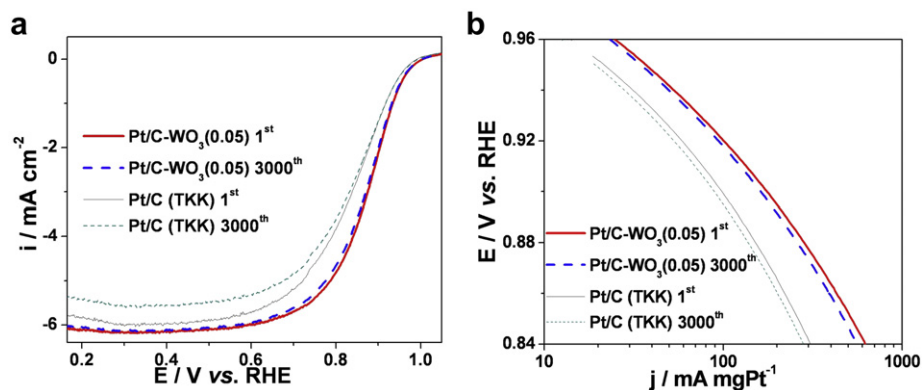 a
0
-2
-4
-6
i / mA cm⁻²
Pt/C-WO₃(0.05) 1ˢᵗ
Pt/C-WO₃(0.05) 3000ᵗʰ
Pt/C (TKK) 1ˢᵗ
Pt/C (TKK) 3000ᵗʰ
0.2 0.4 0.6 0.8 1.0
E / V vs. RHE
b
0.96
0.92
0.88
0.84
E / V vs. RHE
Pt/C-WO₃(0.05) 1ˢᵗ
Pt/C-WO₃(0.05) 3000ᵗʰ
Pt/C (TKK) 1ˢᵗ
Pt/C (TKK) 3000ᵗʰ
10 100 1000
j / mA mgPt⁻¹